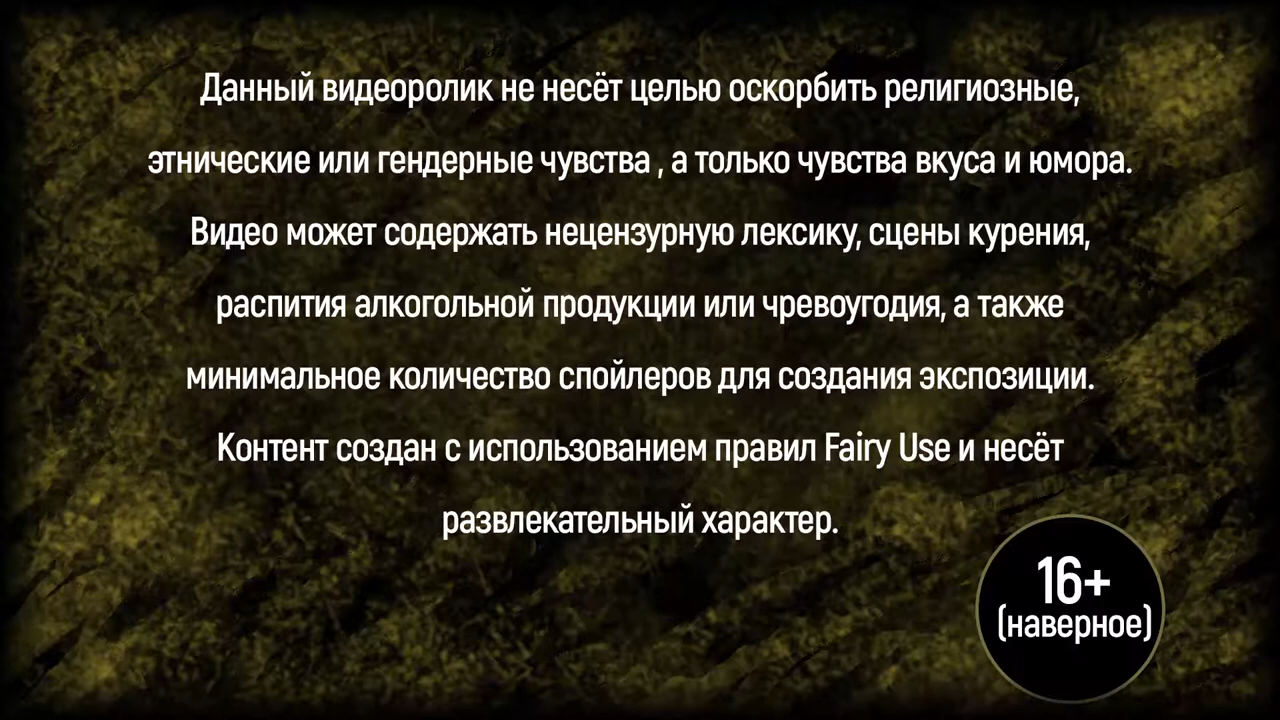 Данный видеоролик не несёт целью оскорбить религиозные,
этнические или гендерные чувства , а только чувства вкуса и юмора.
Видео может содержать нецензурную лексику, сцены курения,
распития алкогольной продукции или чревоугодия, а также
минимальное количество спойлеров для создания экспозиции.
Контент создан с использованием правил Fairy Use и несёт
развлекательный характер.
16+
(наверное)